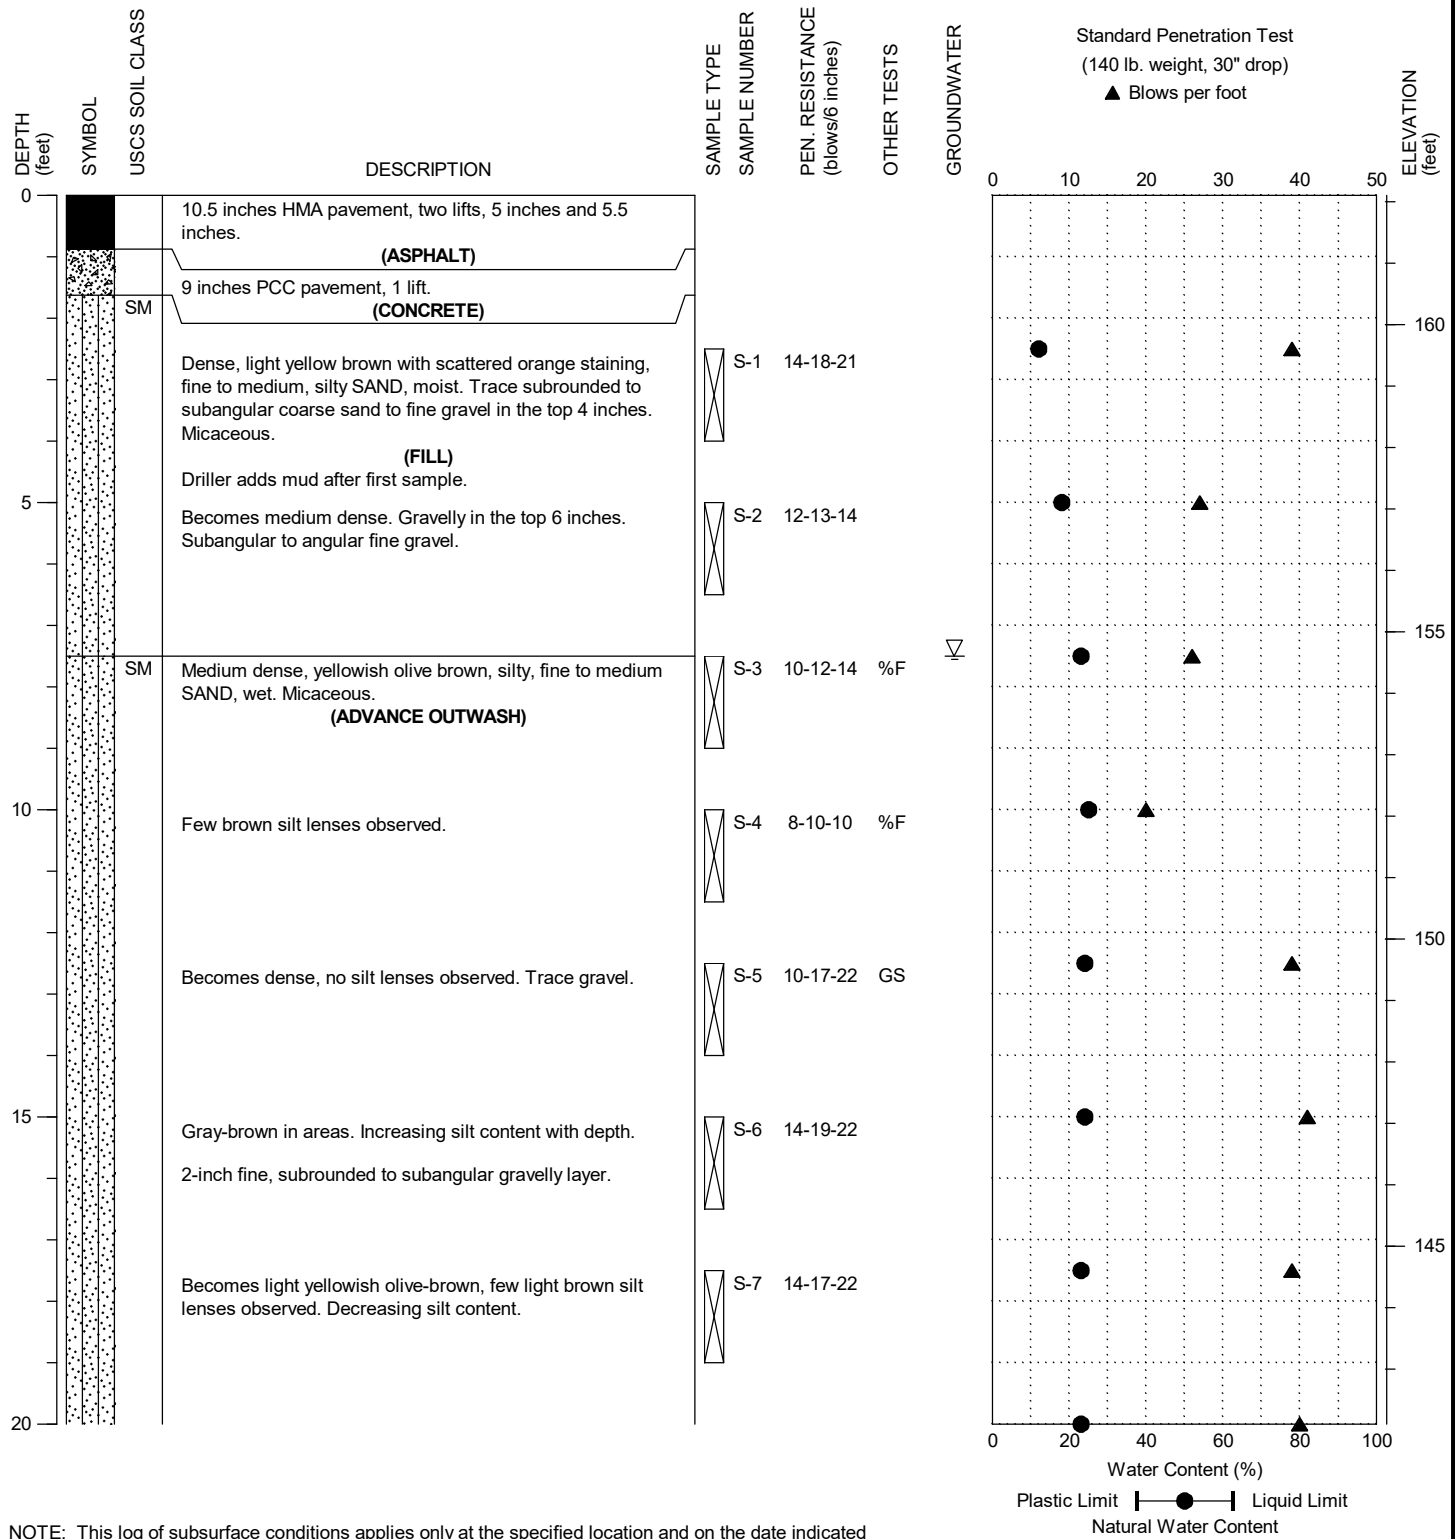 DEPTH
(feet)
SYMBOL
USCS SOIL CLASS
DESCRIPTION
SAMPLE TYPE
SAMPLE NUMBER
PEN. RESISTANCE
(blows/6 inches)
OTHER TESTS
GROUNDWATER
Standard Penetration Test
(140 lb. weight, 30" drop)
▲ Blows per foot
ELEVATION
(feet)
0 10 20 30 40 50
0
10.5 inches HMA pavement, two lifts, 5 inches and 5.5
inches.
(ASPHALT)
9 inches PCC pavement, 1 lift.
SM
(CONCRETE)
160
Dense, light yellow brown with scattered orange staining, S-1 14-18-21
fine to medium, silty SAND, moist. Trace subrounded to
subangular coarse sand to fine gravel in the top 4 inches.
Micaceous.
(FILL)
Driller adds mud after first sample.
5
Becomes medium dense. Gravelly in the top 6 inches. S-2 12-13-14
Subangular to angular fine gravel.
155
SM Medium dense, yellowish olive brown, silty, fine to medium S-3 10-12-14 %F
SAND, wet. Micaceous.
(ADVANCE OUTWASH)
10
Few brown silt lenses observed. S-4 8-10-10 %F
150
Becomes dense, no silt lenses observed. Trace gravel. S-5 10-17-22 GS
15
Gray-brown in areas. Increasing silt content with depth. S-6 14-19-22
2-inch fine, subrounded to subangular gravelly layer.
145
Becomes light yellowish olive-brown, few light brown silt S-7 14-17-22
lenses observed. Decreasing silt content.
20
0 20 40 60 80 100
Water Content (%)
Plastic Limit Liquid Limit
Natural Water Content
NOTE: This log of subsurface conditions applies only at the specified location and on the date indicated